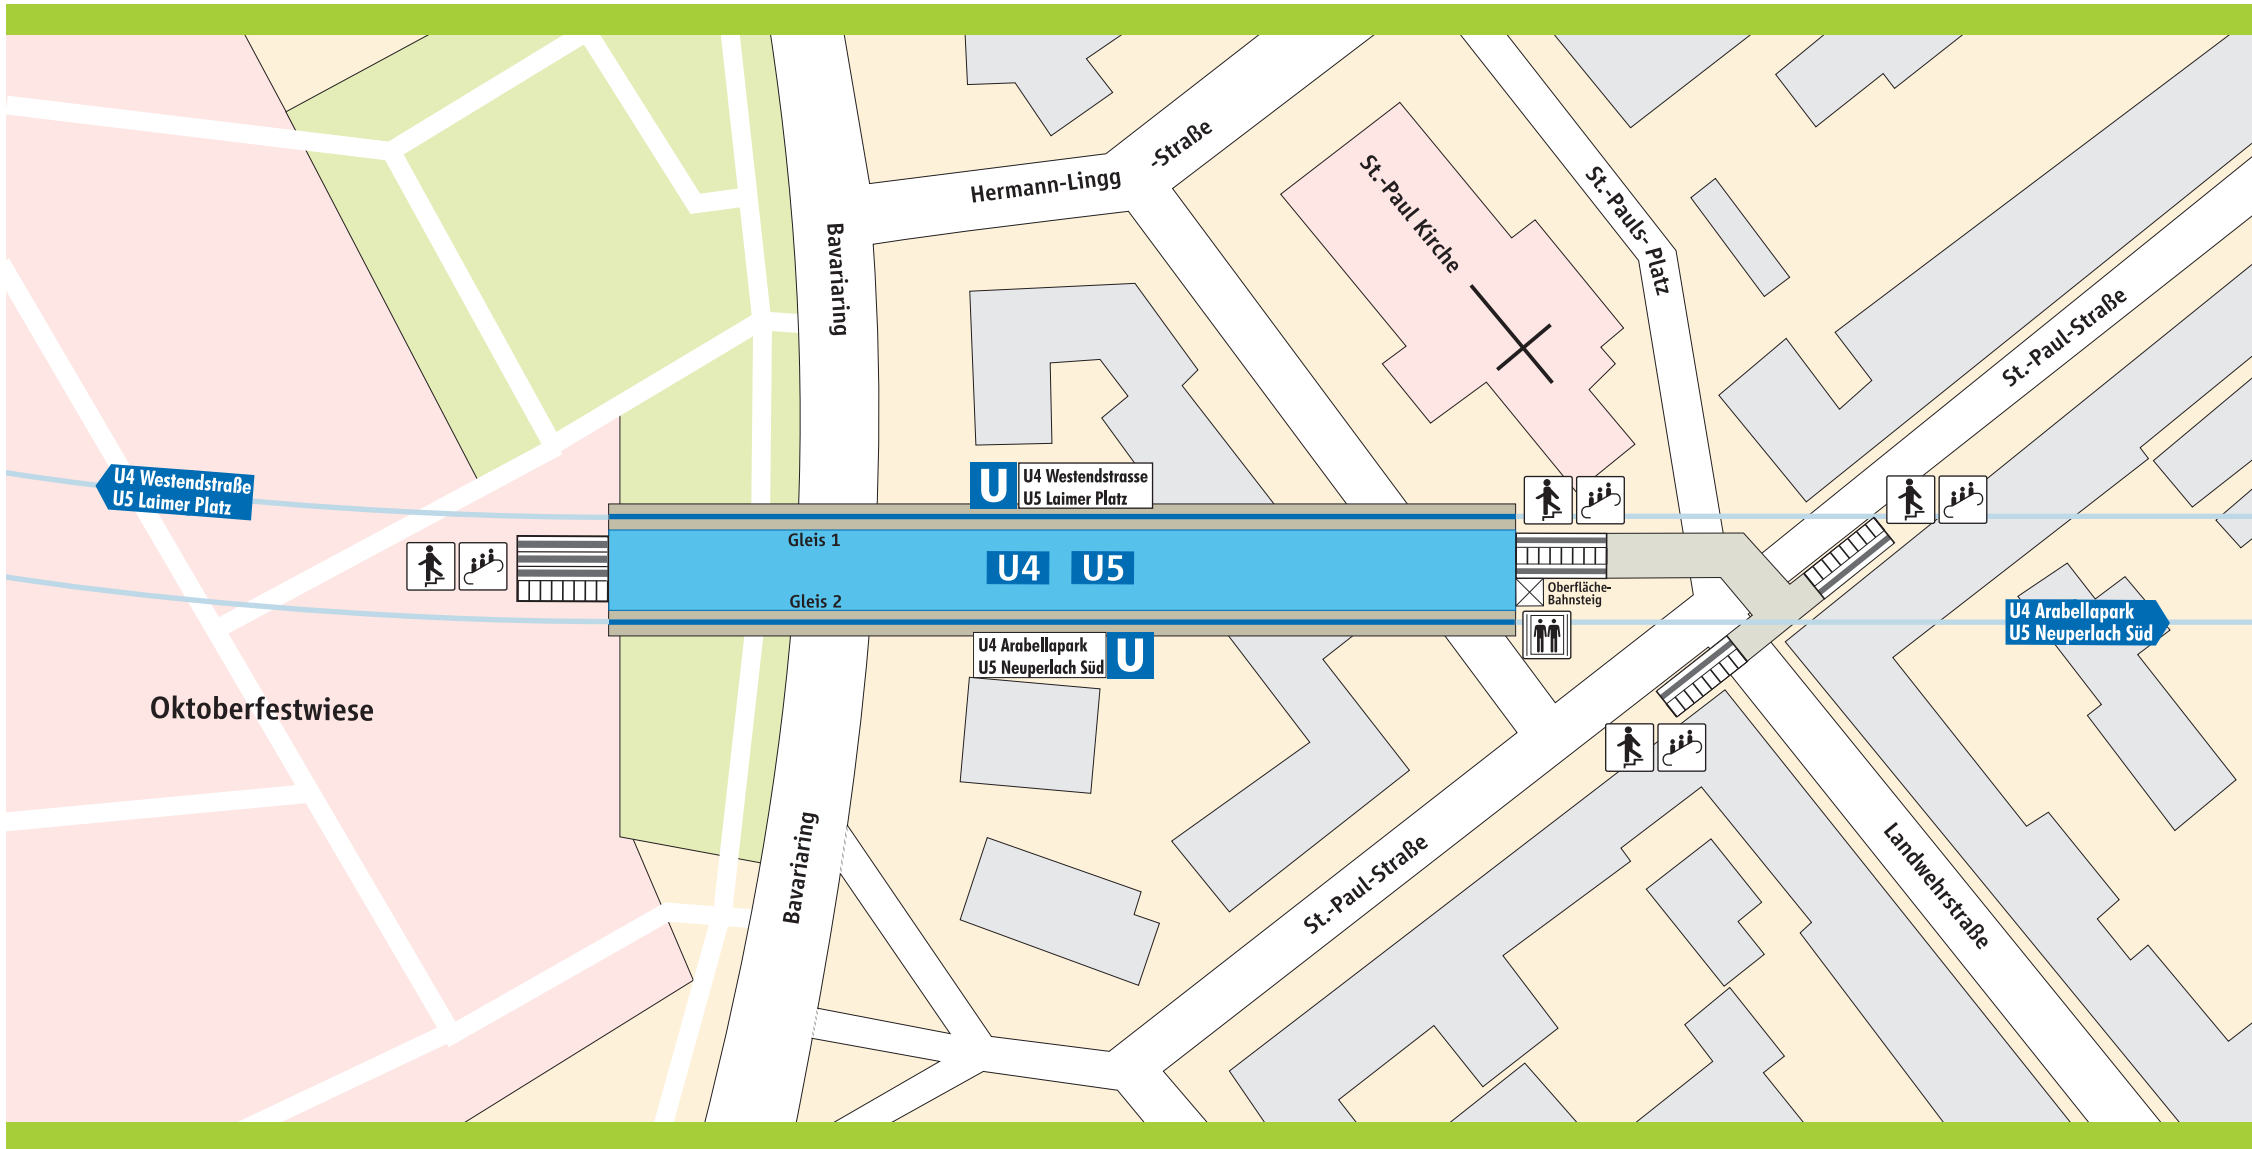 Hermann-Lingg
-Straße
St.-Paul Kirche
St.-Pauls- Platz
Bavariaring
St.-Paul-Straße
U4 Westendstraße
U5 Laimer Platz
U
U4 Westendstrasse
U5 Laimer Platz
Gleis 1
U4
U5
Gleis 2
Oberfläche-
Bahnsteig
U4 Arabellapark
U5 Neuperlach Süd
U4 Arabellapark
U5 Neuperlach Süd
U
Oktoberfestwiese
Bavariaring
St.-Paul-Straße
Landwehrstraße